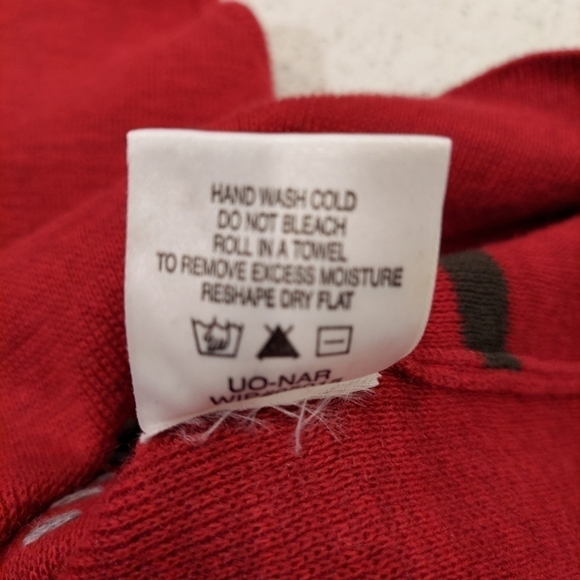 HAND WASH COLD
DO NOT BLEACH
ROLL IN A TOWEL
TO REMOVE EXCESS MOISTURE
RESHAPE DRY FLAT
UO-NAR